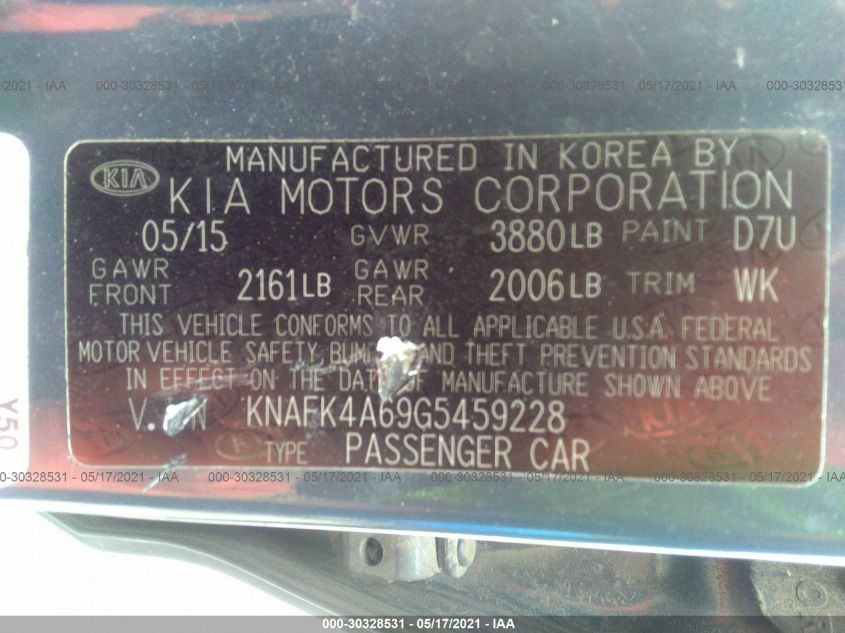 000-30328531 - 05/17/2021 - IAA 000-30328531 - 05/17/2021 - IAA
MANUFACTURED IN KOREA BY
KIA KIA MOTORS CORPORATION
05/15 GVWR 3880LB PAINT D7U
GAWR FRONT 2161LB GAWR REAR 2006LB TRIM WK
THIS VEHICLE CONFORMS TO ALL APPLICABLE U.S.A. FEDERAL
MOTOR VEHICLE SAFETY, AND THEFT PREVENTION STANDARDS
IN EFFECT ON THE OF MANUFACTURE SHOWN ABOVE
KNAFK4A69G5459228
TYPE PASSENGER CAR
Y50
000-30328531 - 05/17/2021 - IAA